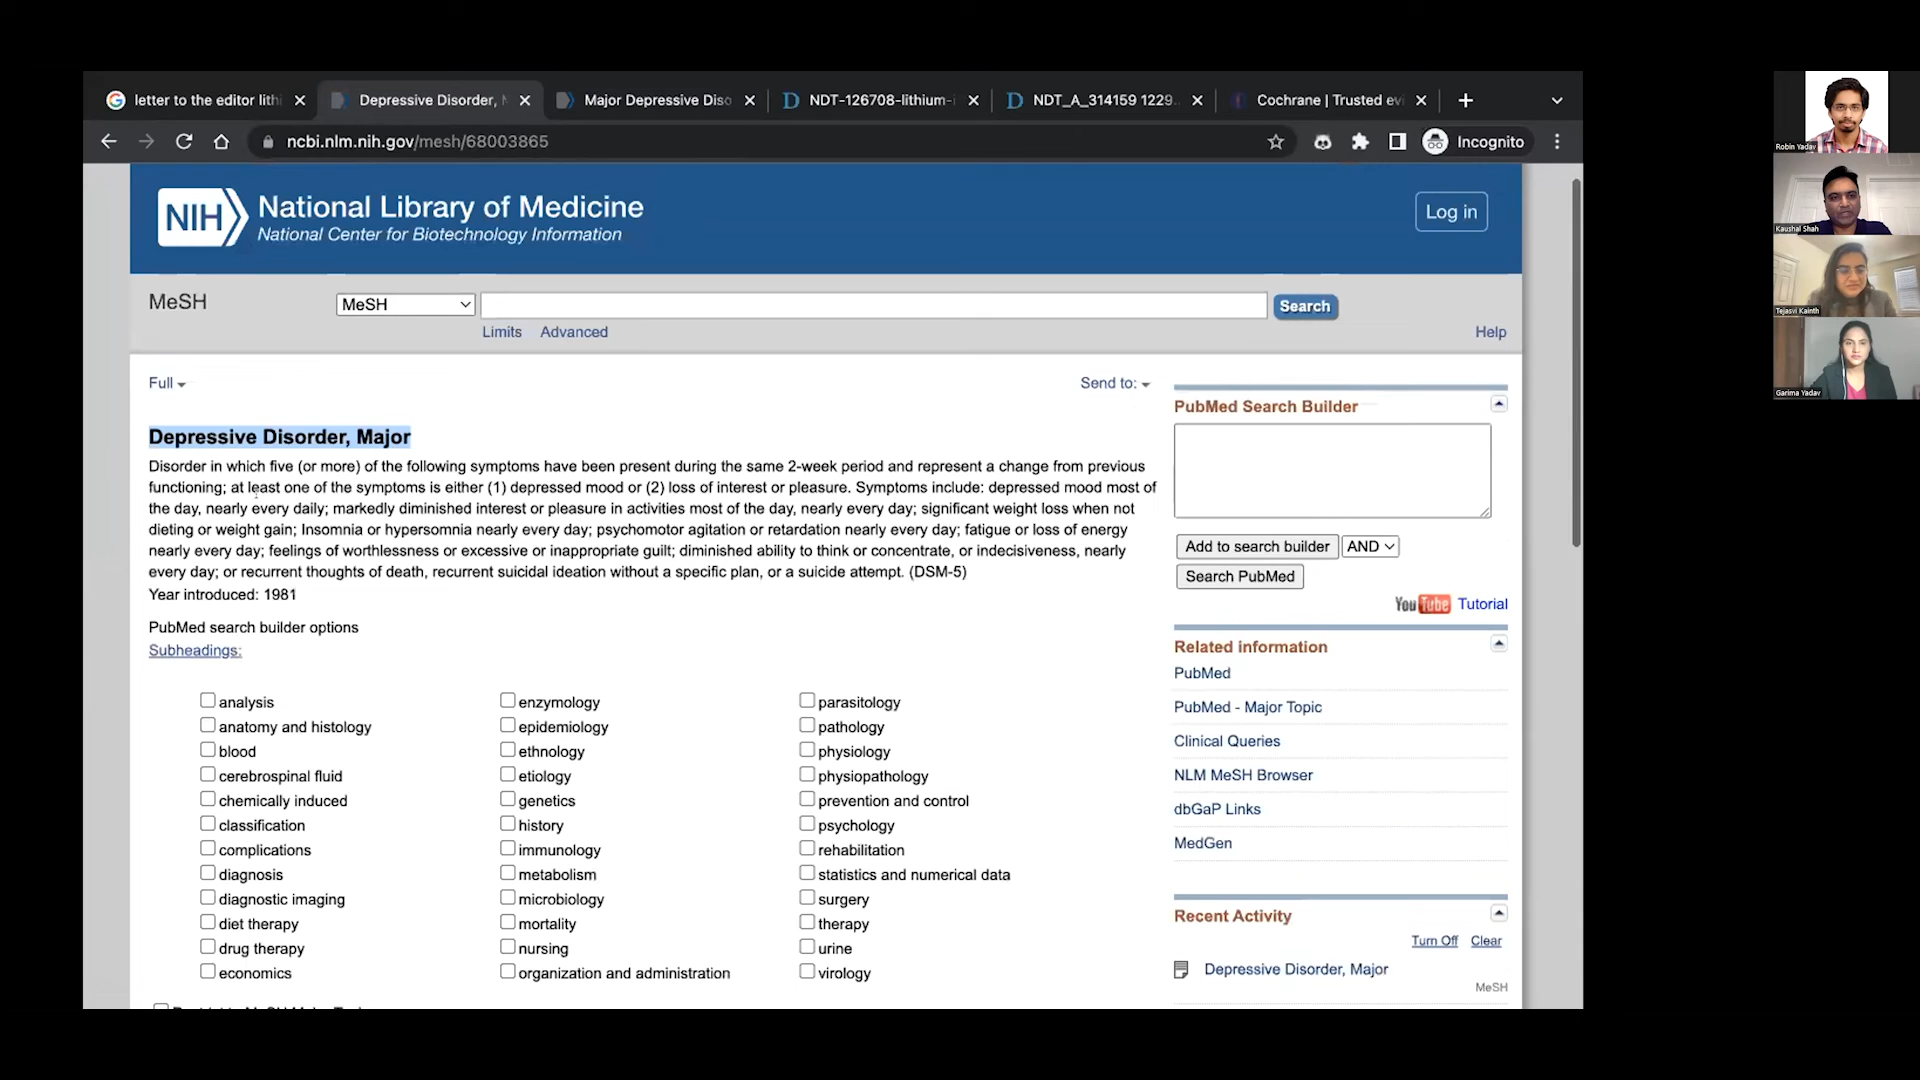 letter to the editor lith
Depressive Disorder, M
Major Depressive Diso
NDT-126708-lithium-i
NDT_A_314159 1229..
Cochrane | Trusted evi
ncbi.nlm.nih.gov/mesh/68003865
Incognito
NIH
National Library of Medicine
National Center for Biotechnology Information
Log in
MeSH
MeSH
Search
Limits
Advanced
Help
Full
Send to:
Depressive Disorder, Major
Disorder in which five (or more) of the following symptoms have been present during the same 2-week period and represent a change from previous
functioning; at least one of the symptoms is either (1) depressed mood or (2) loss of interest or pleasure. Symptoms include: depressed mood most of
the day, nearly every daily; markedly diminished interest or pleasure in activities most of the day, nearly every day; significant weight loss when not
dieting or weight gain; Insomnia or hypersomnia nearly every day; psychomotor agitation or retardation nearly every day; fatigue or loss of energy
nearly every day; feelings of worthlessness or excessive or inappropriate guilt; diminished ability to think or concentrate, or indecisiveness, nearly
every day; or recurrent thoughts of death, recurrent suicidal ideation without a specific plan, or a suicide attempt. (DSM-5)
Year introduced: 1981
PubMed search builder options
Subheadings:
analysis
anatomy and histology
blood
cerebrospinal fluid
chemically induced
classification
complications
diagnosis
diagnostic imaging
diet therapy
drug therapy
economics
enzymology
epidemiology
ethnology
etiology
genetics
history
immunology
metabolism
microbiology
mortality
nursing
organization and administration
parasitology
pathology
physiology
physiopathology
prevention and control
psychology
rehabilitation
statistics and numerical data
surgery
therapy
urine
virology
PubMed Search Builder
Add to search builder
AND
Search PubMed
YouTube Tutorial
Related information
PubMed
PubMed - Major Topic
Clinical Queries
NLM MeSH Browser
dbGaP Links
MedGen
Recent Activity
Turn Off Clear
Depressive Disorder, Major
MeSH
Robin Yadav
Kaushal Shah
Tejasvi Kainth
Garima Yadav